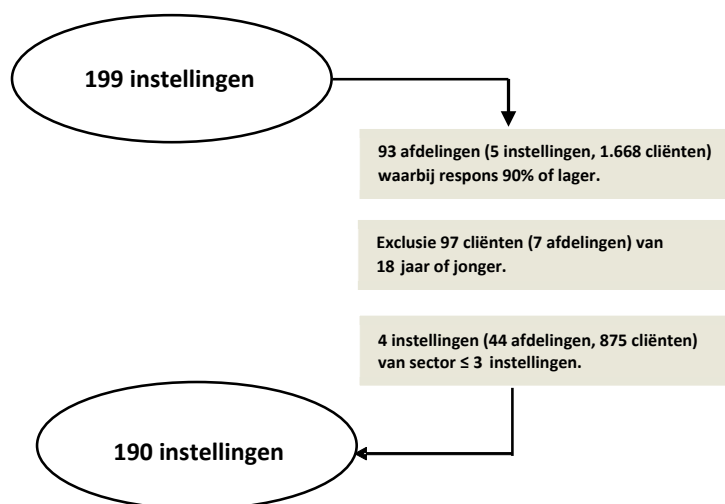 199 instellingen
93 afdelingen (5 instellingen, 1.668 cliënten)
waarbij respons 90% of lager.
Exclusie 97 cliënten (7 afdelingen) van
18 jaar of jonger.
4 instellingen (44 afdelingen, 875 cliënten)
van sector ≤ 3 instellingen.
190 instellingen